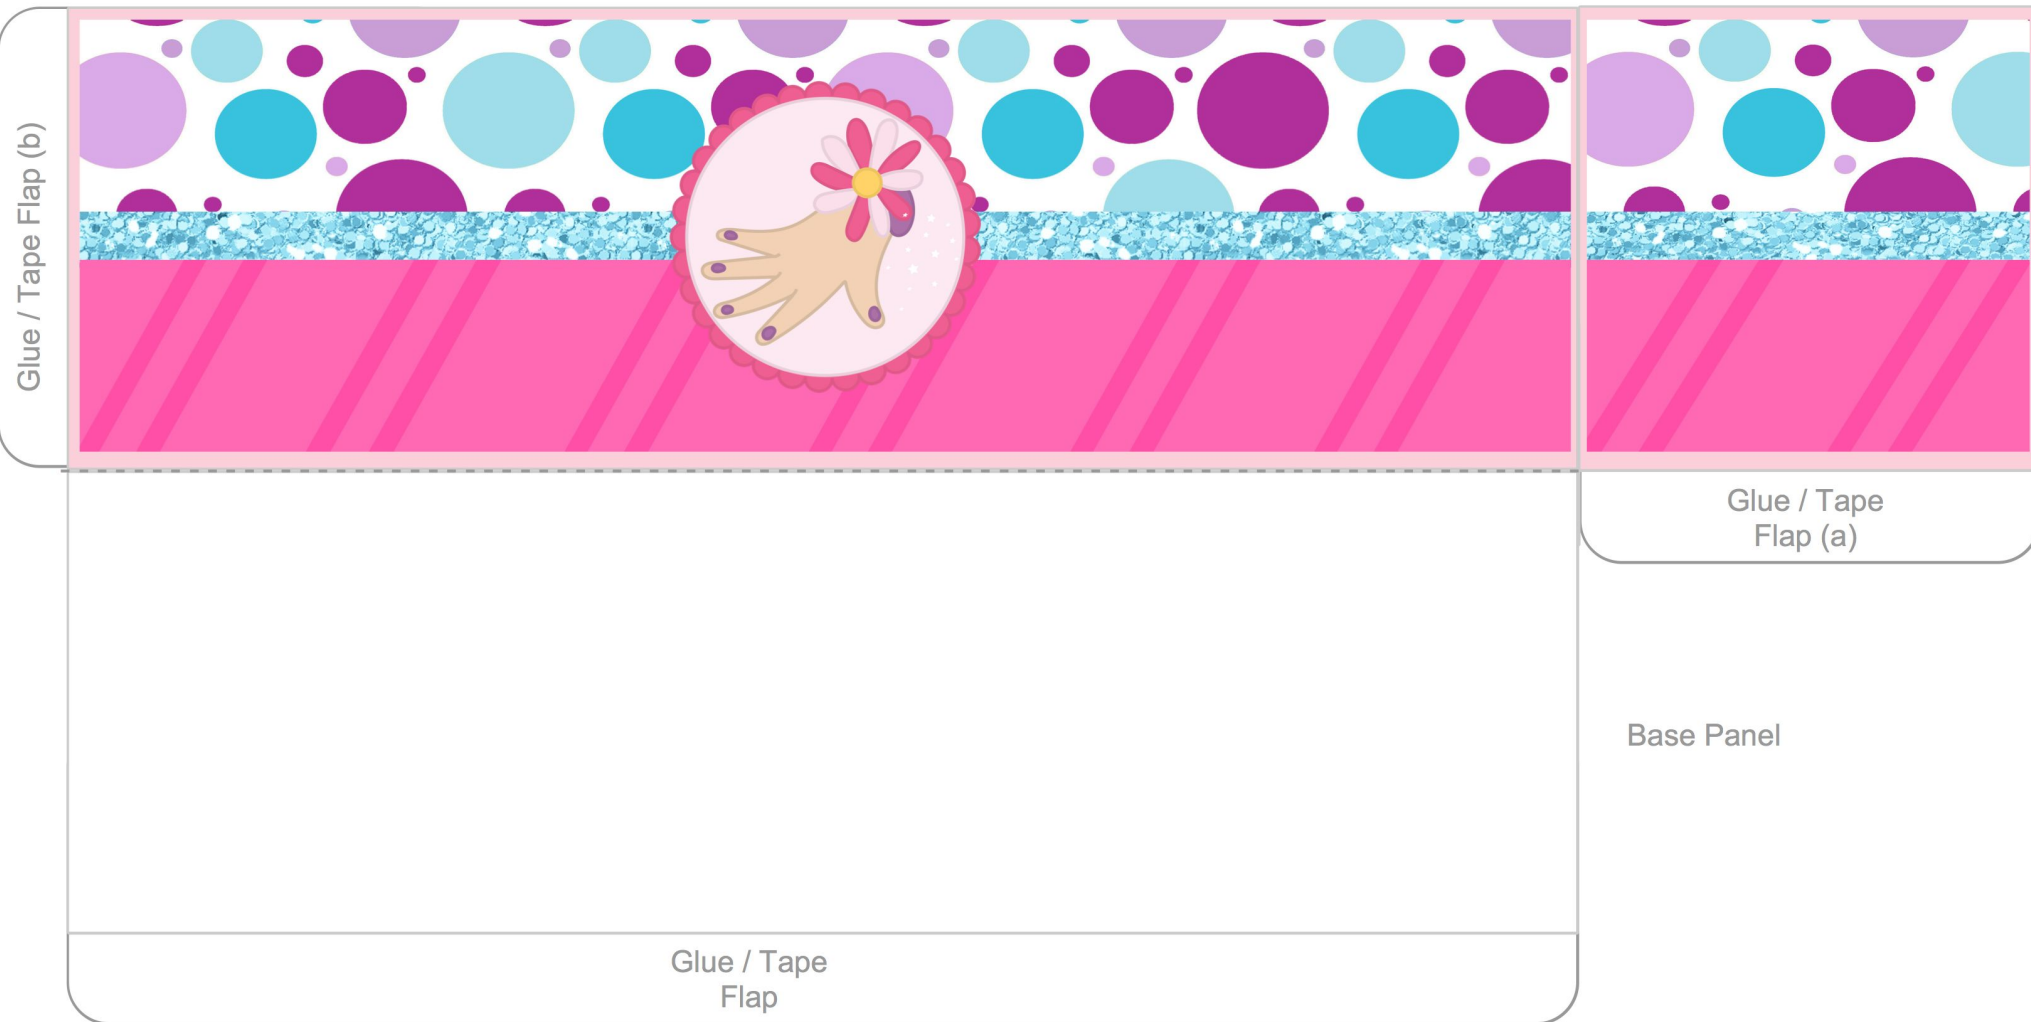 Glue / Tape Flap (b)
Glue / Tape
Flap (a)
Base Panel
Glue / Tape
Flap